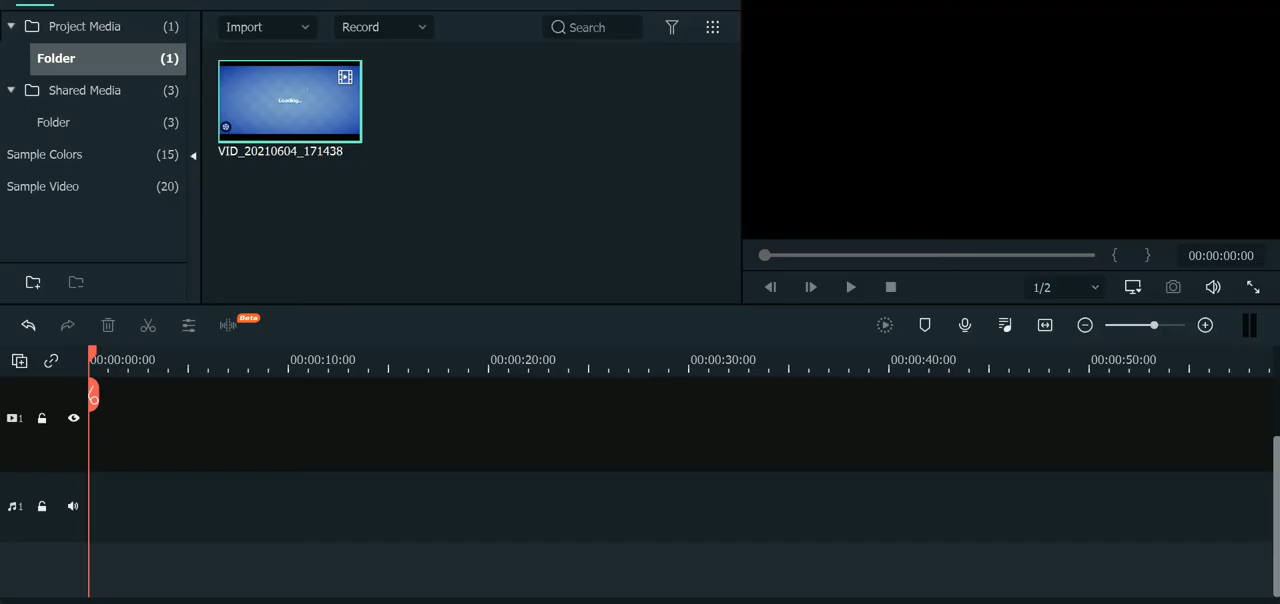 Project Media (1)
Import
Record
Search
Folder (1)
Shared Media (3)
Loading...
Folder (3)
VID_20210604_171438
Sample Colors (15)
Sample Video (20)
{ } 00:00:00:00
1/2
Beta
00:00:00:00 00:00:10:00 00:00:20:00 00:00:30:00 00:00:40:00 00:00:50:00
1
1